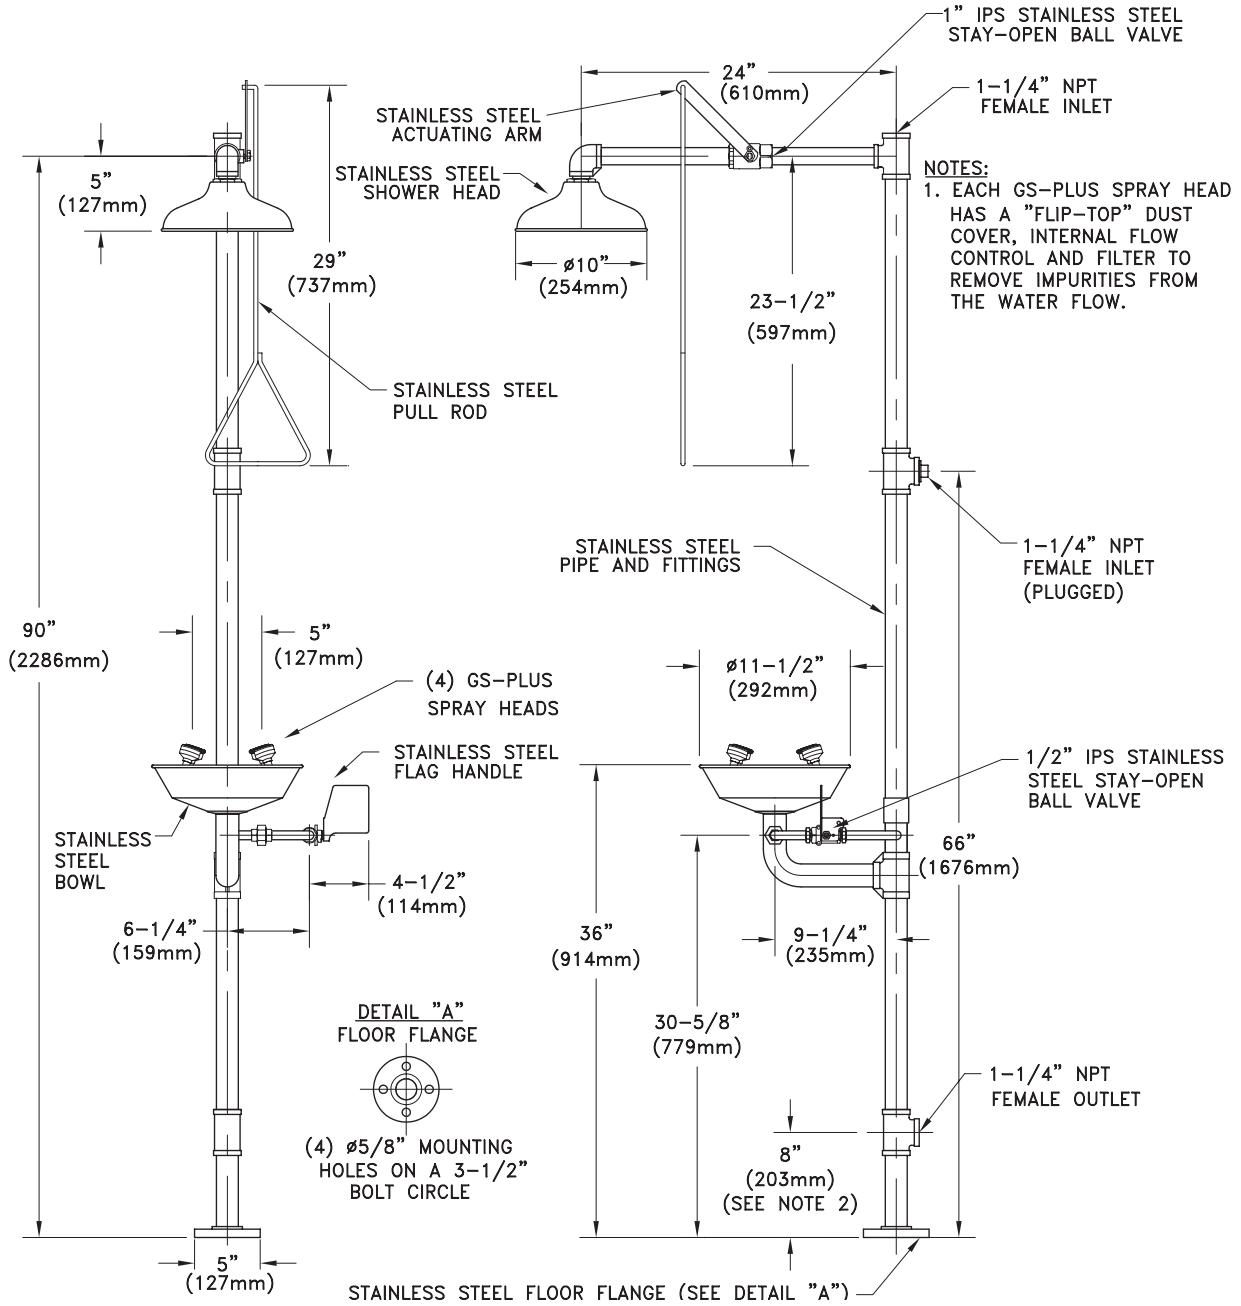 1" IPS STAINLESS STEEL
STAY-OPEN BALL VALVE
24"
(610mm)
1-1/4" NPT
FEMALE INLET
STAINLESS STEEL
ACTUATING ARM
STAINLESS STEEL
SHOWER HEAD
5"
(127mm)
NOTES:
1. EACH GS-PLUS SPRAY HEAD
HAS A "FLIP-TOP" DUST
COVER, INTERNAL FLOW
CONTROL AND FILTER TO
REMOVE IMPURITIES FROM
THE WATER FLOW.
29"
(737mm)
ø10"
(254mm)
23-1/2"
(597mm)
STAINLESS STEEL
PULL ROD
STAINLESS STEEL
PIPE AND FITTINGS
1-1/4" NPT
FEMALE INLET
(PLUGGED)
90"
(2286mm)
5"
(127mm)
(4) GS-PLUS
SPRAY HEADS
ø11-1/2"
(292mm)
STAINLESS STEEL
FLAG HANDLE
1/2" IPS STAINLESS
STEEL STAY-OPEN
BALL VALVE
STAINLESS
STEEL
BOWL
66"
(1676mm)
4-1/2"
(114mm)
6-1/4"
(159mm)
36"
(914mm)
9-1/4"
(235mm)
DETAIL "A"
FLOOR FLANGE
30-5/8"
(779mm)
1-1/4" NPT
FEMALE OUTLET
(4) ø5/8" MOUNTING
HOLES ON A 3-1/2"
BOLT CIRCLE
8"
(203mm)
(SEE NOTE 2)
5"
(127mm)
STAINLESS STEEL FLOOR FLANGE (SEE DETAIL "A")